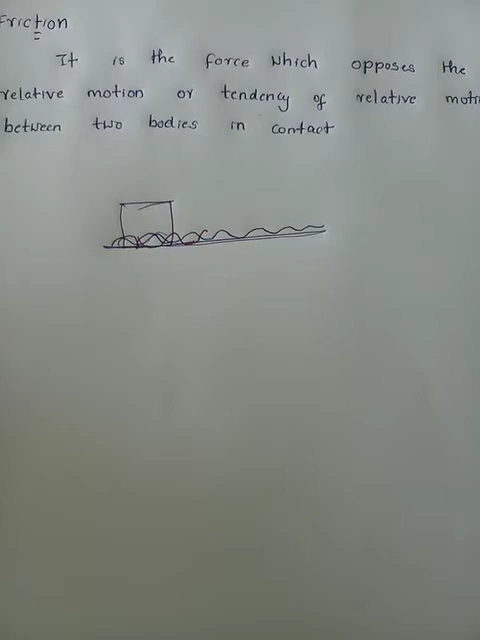 Friction
It is the force which opposes the
relative motion or tendency of relative
between two bodies in contact